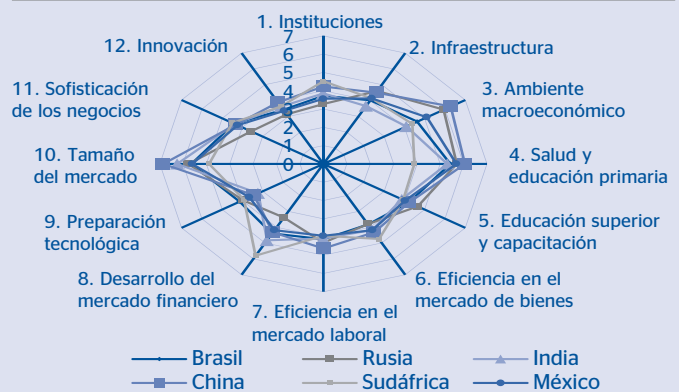 1. Instituciones
2. Infraestructura
3. Ambiente
macroeconómico
4. Salud y
educación primaria
5. Educación superior
y capacitación
6. Eficiencia en el
mercado de bienes
7. Eficiencia en el
mercado laboral
8. Desarrollo del
mercado financiero
9. Preparación
tecnológica
10. Tamaño
del mercado
11. Sofisticación
de los negocios
12. Innovación
7
6
5
4
3
2
1
0
Brasil
Rusia
India
China
Sudáfrica
México